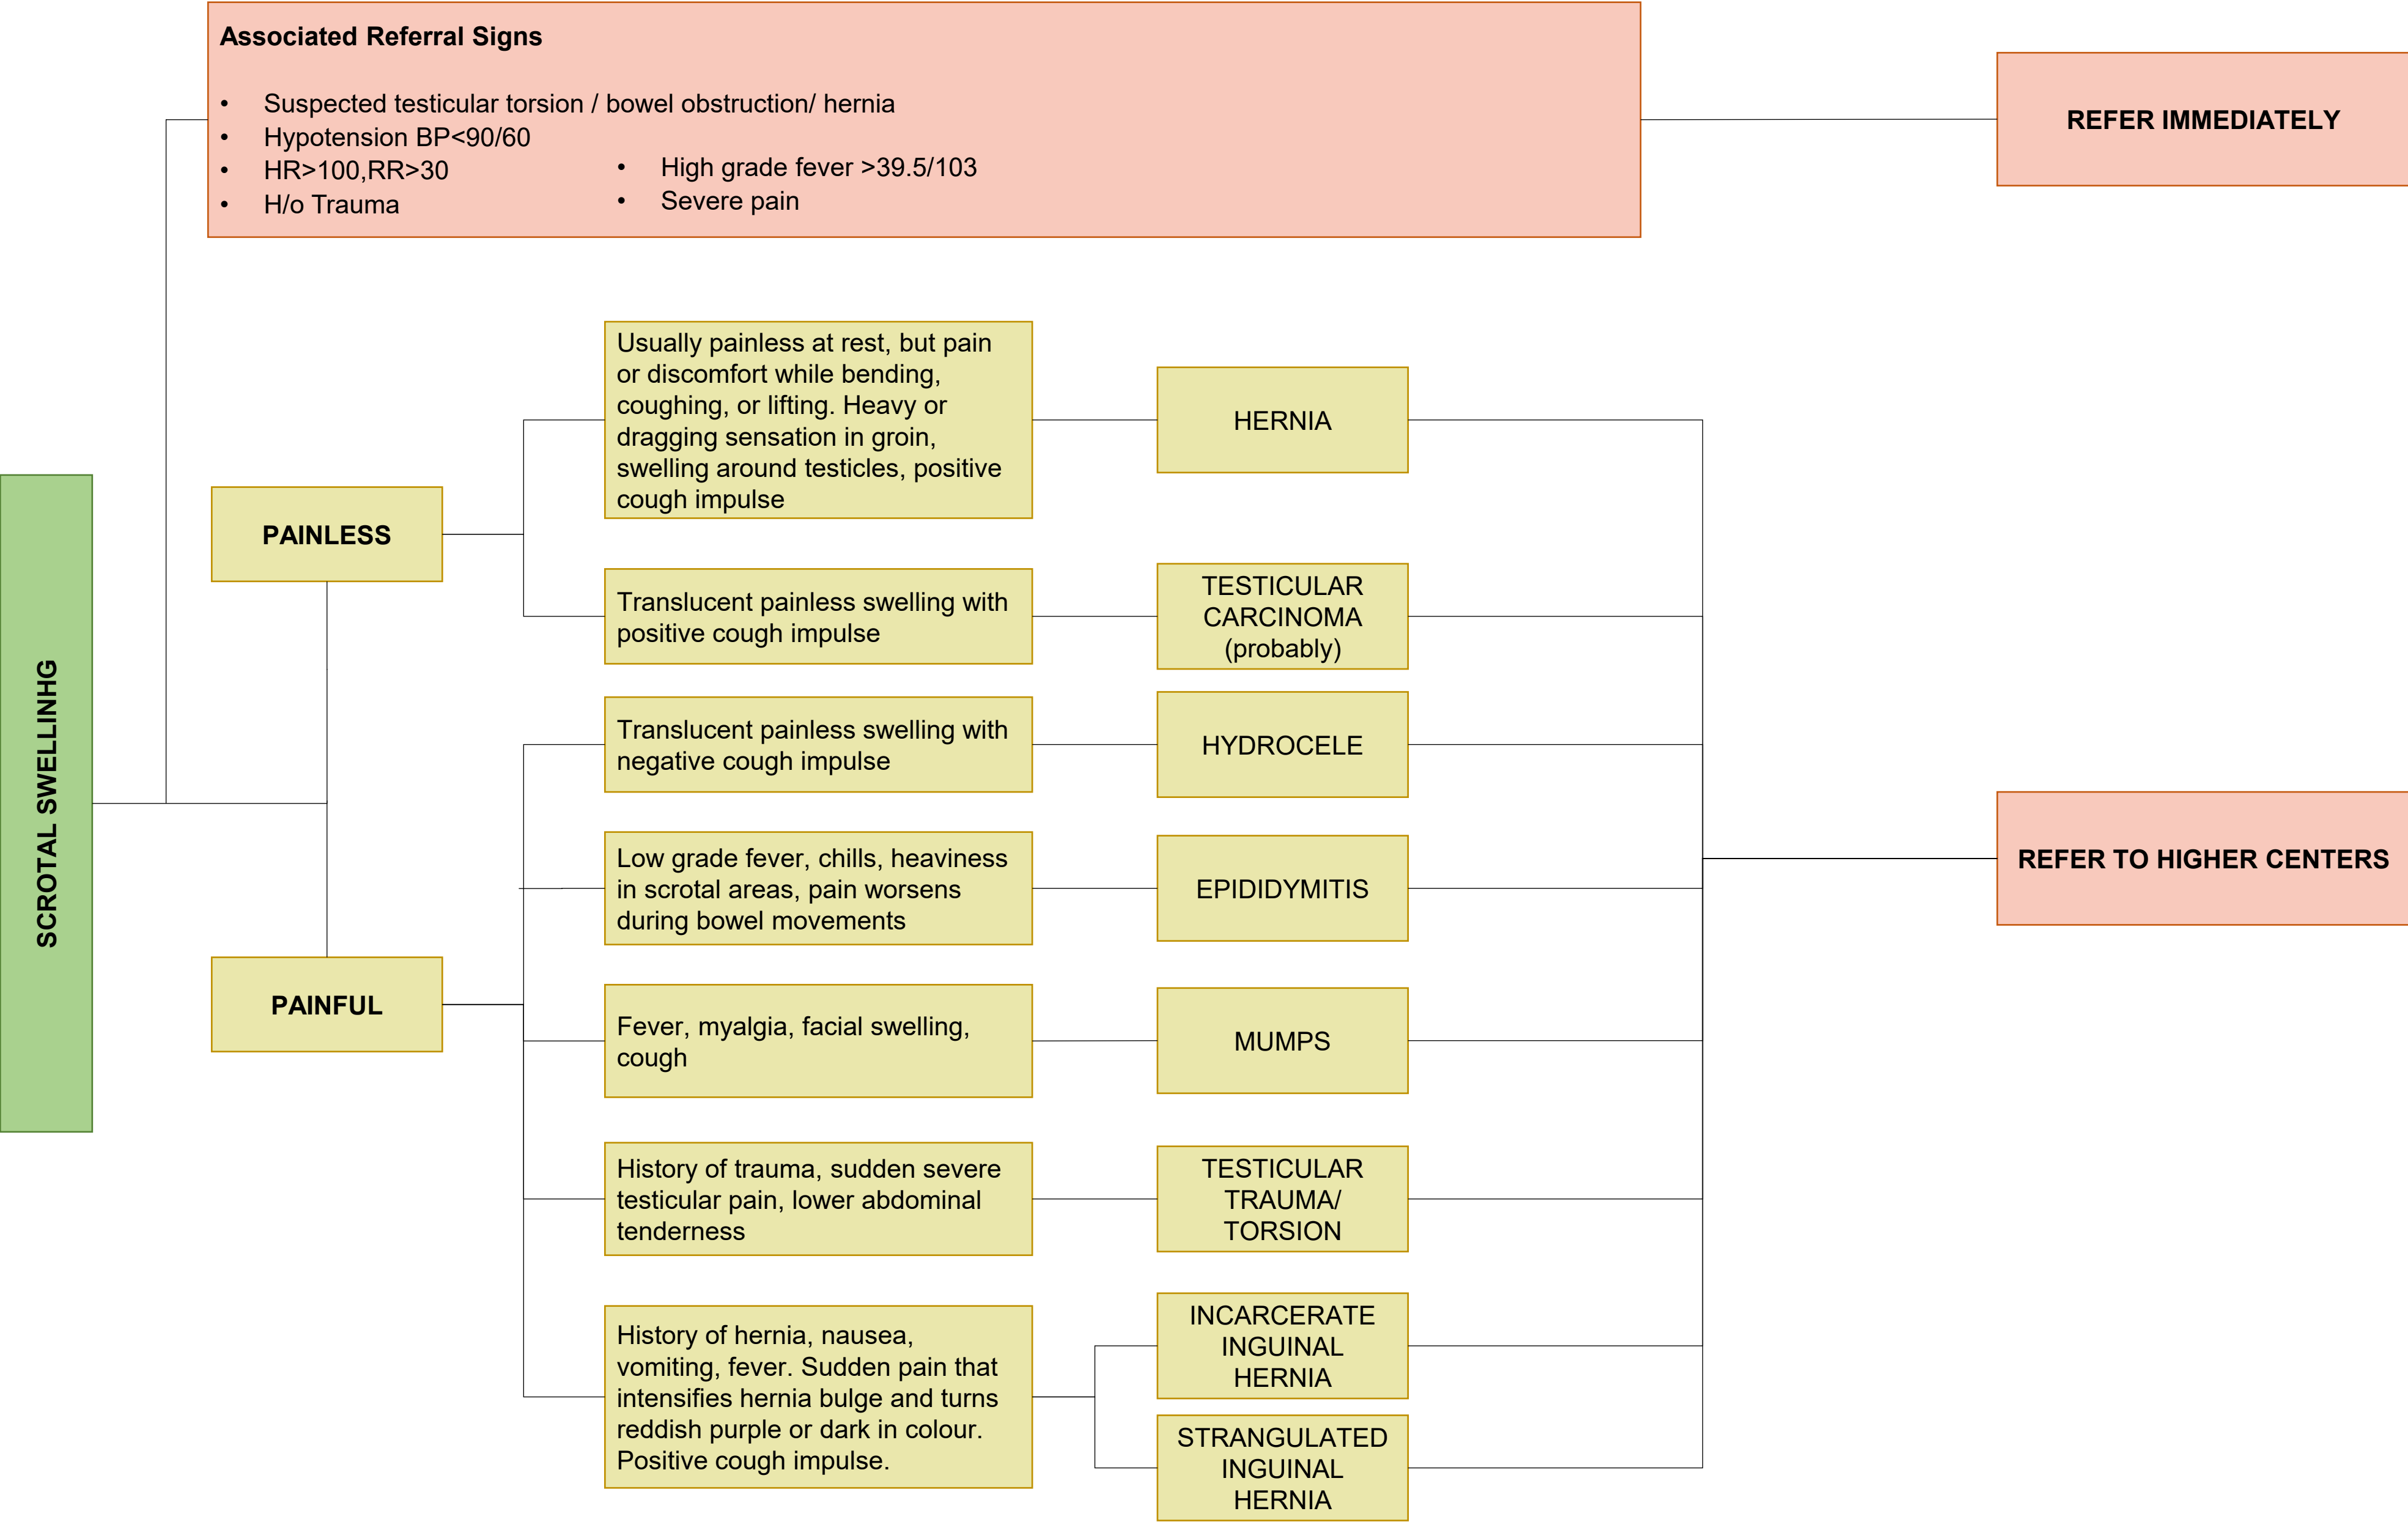 Associated Referral Signs
• Suspected testicular torsion / bowel obstruction/ hernia
• Hypotension BP<90/60
• HR>100,RR>30
• H/o Trauma
• High grade fever >39.5/103
• Severe pain
REFER IMMEDIATELY
SCROTAL SWELLINHG
PAINLESS
Usually painless at rest, but pain
or discomfort while bending,
coughing, or lifting. Heavy or
dragging sensation in groin,
swelling around testicles, positive
cough impulse
HERNIA
Translucent painless swelling with
positive cough impulse
TESTICULAR
CARCINOMA
(probably)
PAINFUL
Translucent painless swelling with
negative cough impulse
HYDROCELE
Low grade fever, chills, heaviness
in scrotal areas, pain worsens
during bowel movements
EPIDIDYMITIS
Fever, myalgia, facial swelling,
cough
MUMPS
History of trauma, sudden severe
testicular pain, lower abdominal
tenderness
TESTICULAR
TRAUMA/
TORSION
History of hernia, nausea,
vomiting, fever. Sudden pain that
intensifies hernia bulge and turns
reddish purple or dark in colour.
Positive cough impulse.
INCARCERATE
INGUINAL
HERNIA
STRANGULATED
INGUINAL
HERNIA
REFER TO HIGHER CENTERS